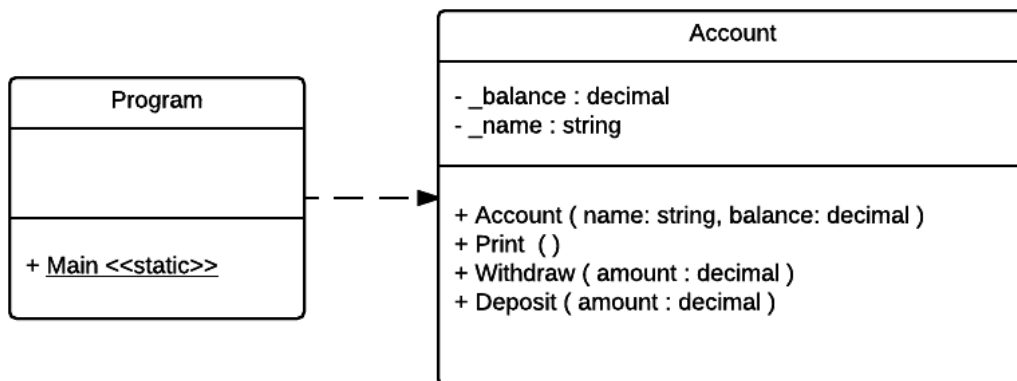 Program
+ Main <<static>>
Account
- _balance : decimal
- _name : string
+ Account ( name: string, balance: decimal )
+ Print  ( )
+ Withdraw ( amount : decimal )
+ Deposit ( amount : decimal )